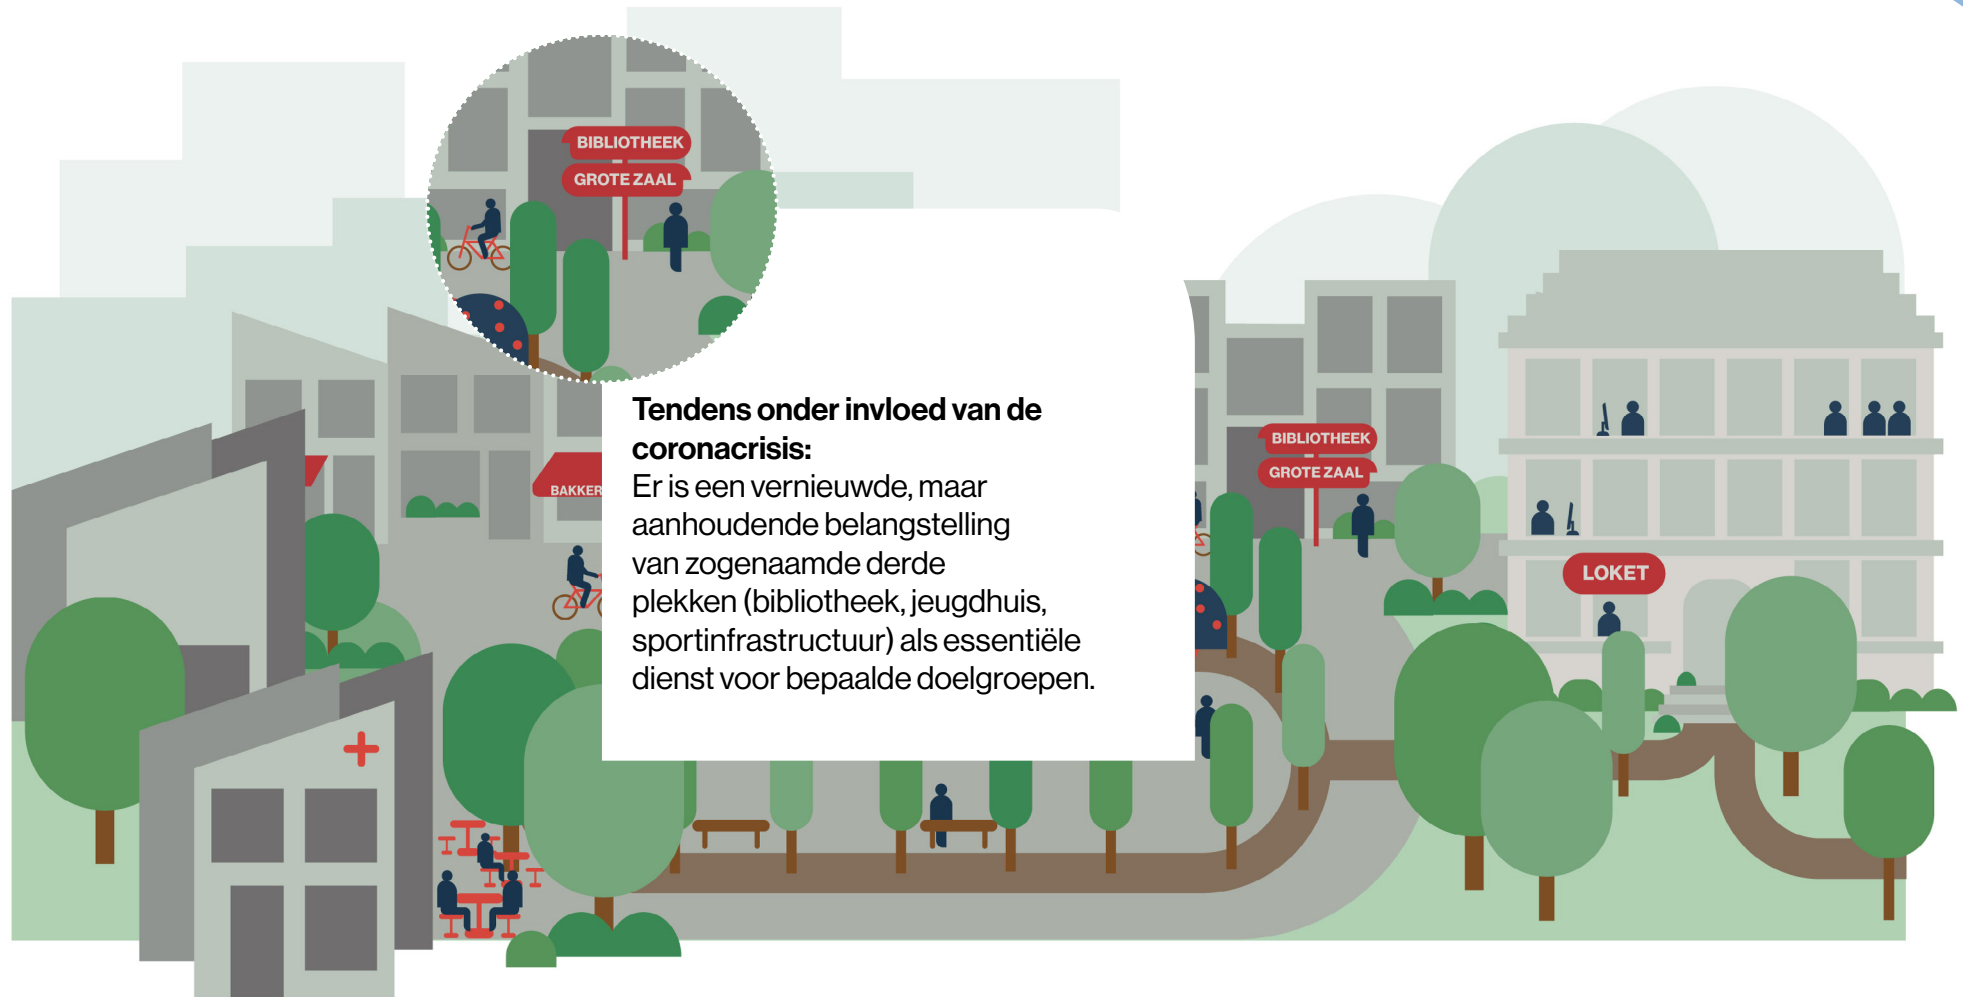 BIBLIOTHEEK
GROTE ZAAL
Tendens onder invloed van de
coronacrisis:
Er is een vernieuwde, maar
aanhoudende belangstelling
van zogenaamde derde
plekken (bibliotheek, jeugdhuis,
sportinfrastructuur) als essentiële
dienst voor bepaalde doelgroepen.
BAKKER
BIBLIOTHEEK
GROTE ZAAL
LOKET